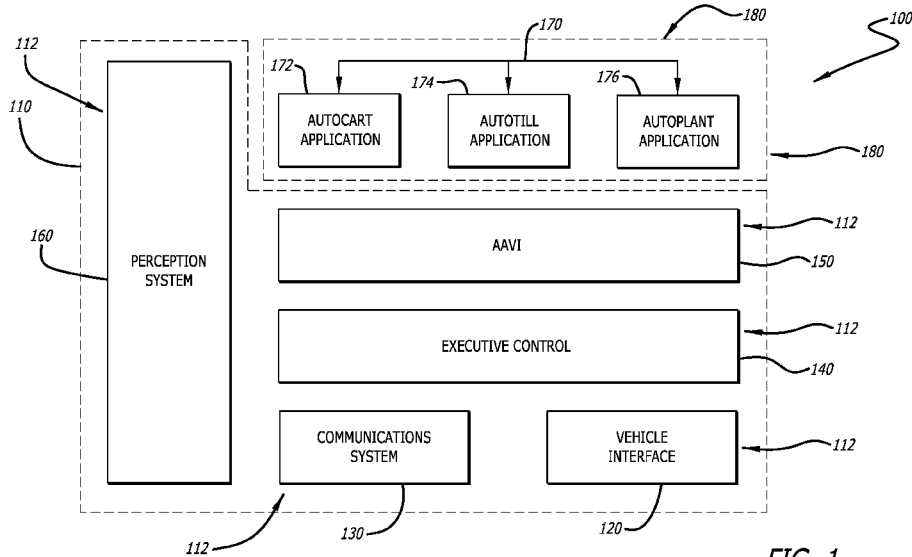 180
100
170
112
172
174
176
110
AUTOCART
APPLICATION
AUTOTILL
APPLICATION
AUTOPLANT
APPLICATION
180
112
AAVI
150
160
PERCEPTION
SYSTEM
112
EXECUTIVE CONTROL
140
COMMUNICATIONS
SYSTEM
VEHICLE
INTERFACE
112
130
120
112
FIG. 1